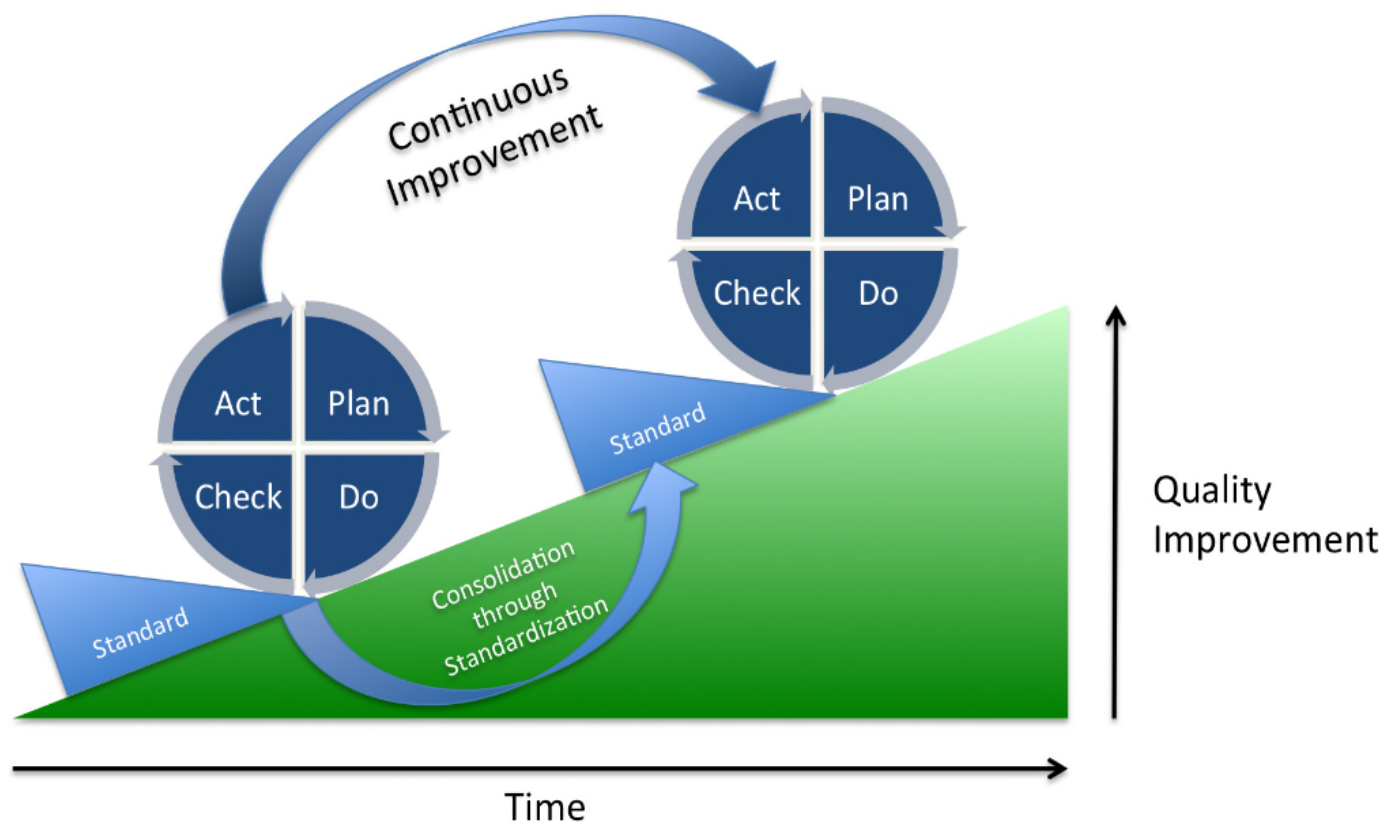 Continuous
Improvement
Act
Plan
Check
Do
Act
Plan
Check
Do
Standard
Standard
Consolidation
through
Standardization
Quality
Improvement
Time